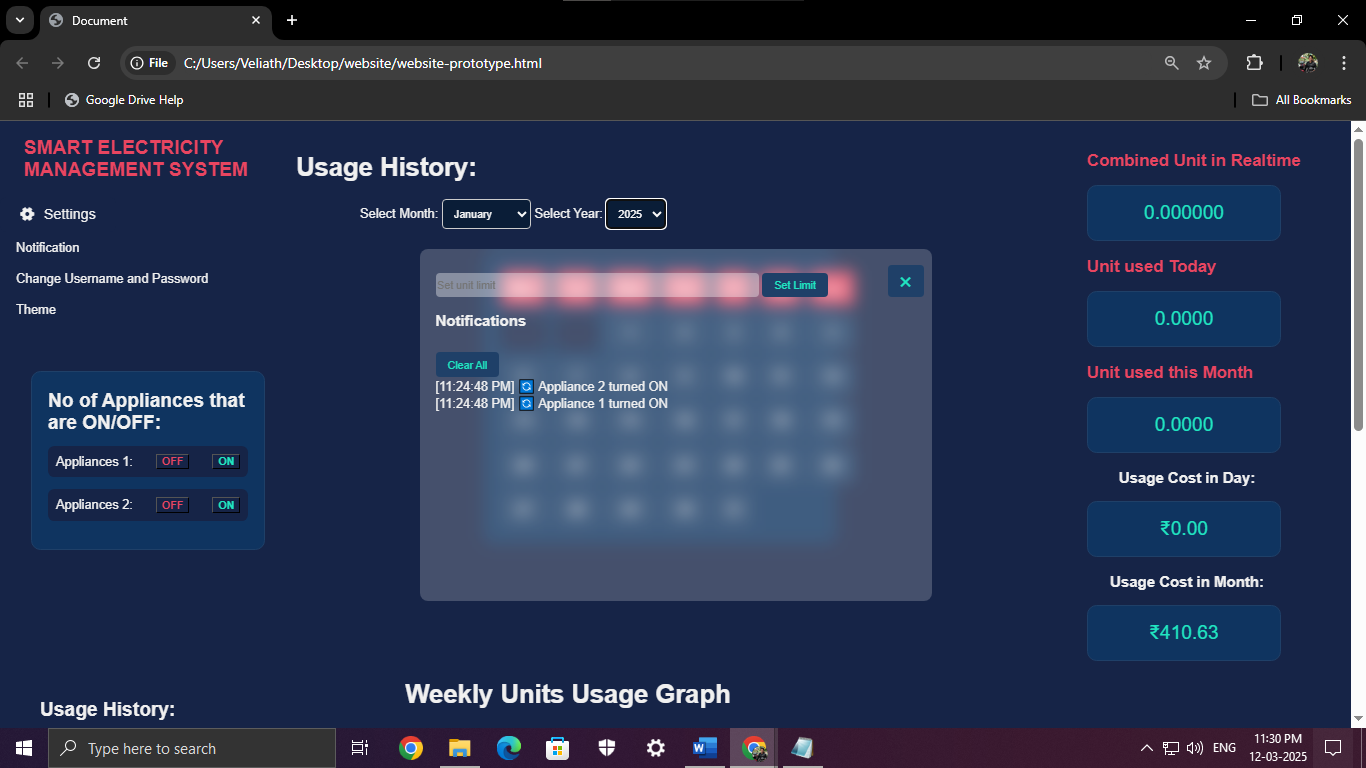 Document
File
C:/Users/Veliath/Desktop/website/website-prototype.html
Google Drive Help
All Bookmarks
SMART ELECTRICITY
MANAGEMENT SYSTEM
Settings
Notification
Change Username and Password
Theme
No of Appliances that
are ON/OFF:
Appliances 1: OFF ON
Appliances 2: OFF ON
Usage History:
Usage History:
Select Month: January Select Year: 2025
Set unit limit Set Limit
Notifications
Clear All
[11:24:48 PM] 🔄 Appliance 2 turned ON
[11:24:48 PM] 🔄 Appliance 1 turned ON
Weekly Units Usage Graph
Combined Unit in Realtime
0.000000
Unit used Today
0.0000
Unit used this Month
0.0000
Usage Cost in Day:
₹0.00
Usage Cost in Month:
₹410.63
Type here to search
ENG
11:30 PM
12-03-2025